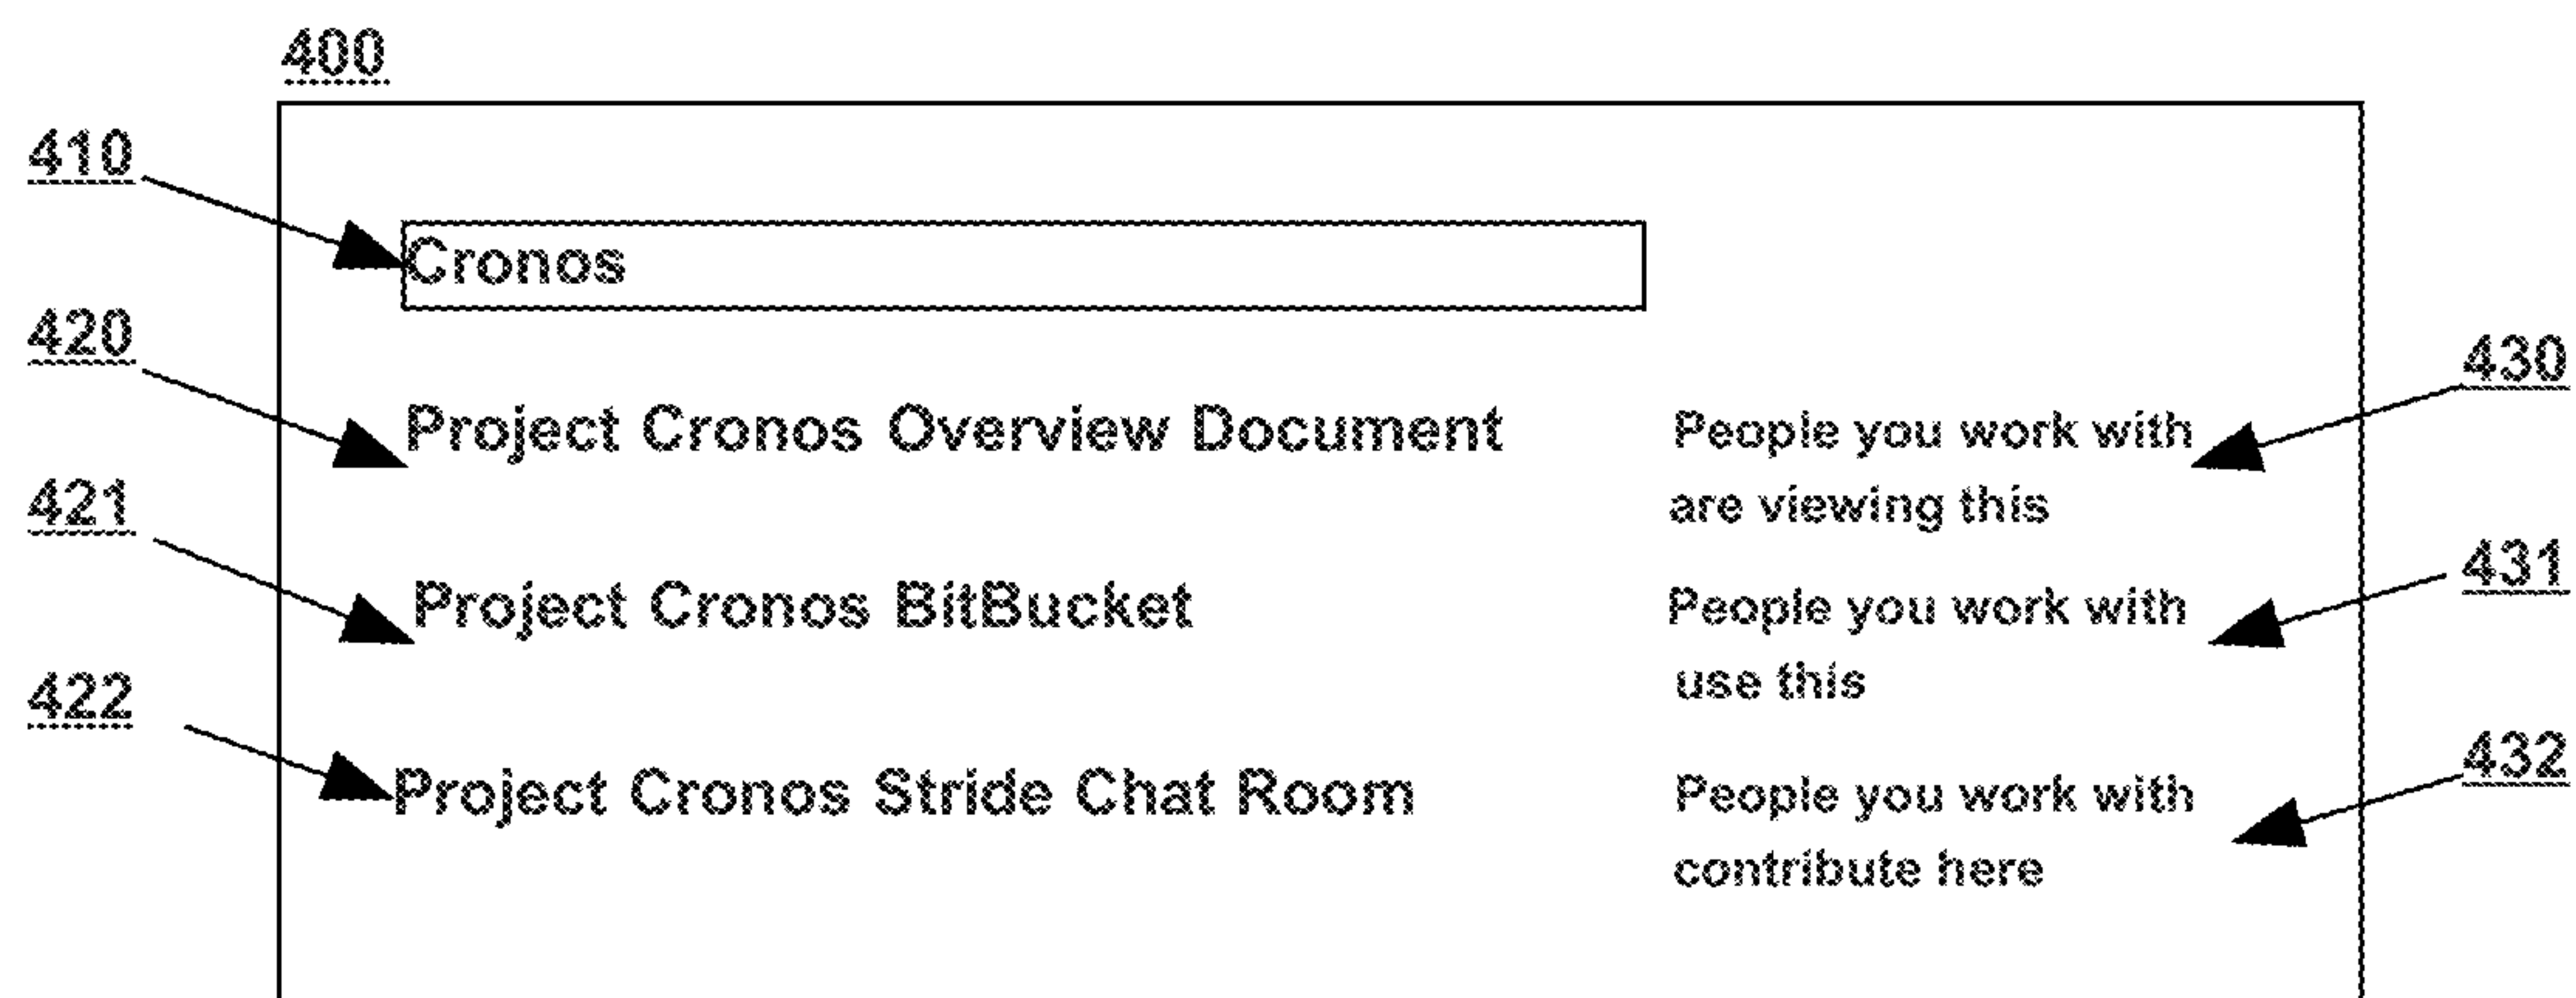 400
410
Cronos
420
430
Project Cronos Overview Document
People you work with
are viewing this
421
431
Project Cronos BitBucket
People you work with
use this
422
432
Project Cronos Stride Chat Room
People you work with
contribute here